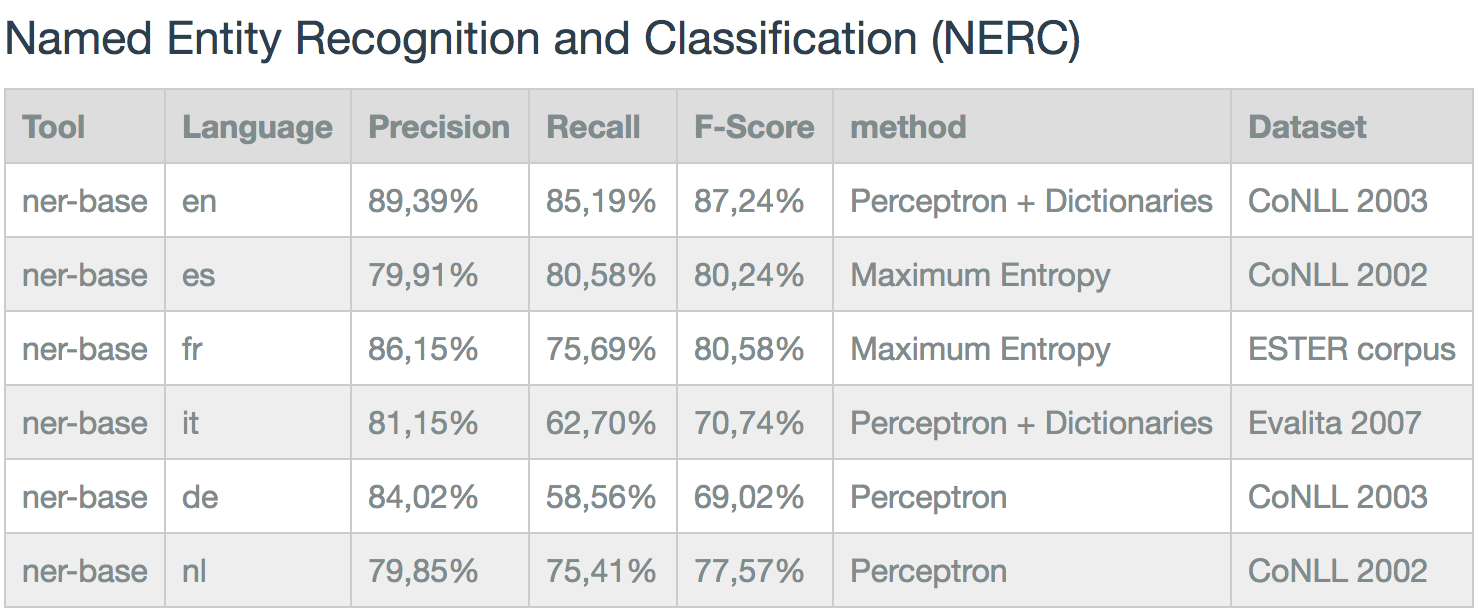 Named Entity Recognition and Classification (NERC)
Tool Language Precision Recall F-Score method Dataset
ner-base en 89,39% 85,19% 87,24% Perceptron + Dictionaries CoNLL 2003
ner-base es 79,91% 80,58% 80,24% Maximum Entropy CoNLL 2002
ner-base fr 86,15% 75,69% 80,58% Maximum Entropy ESTER corpus
ner-base it 81,15% 62,70% 70,74% Perceptron + Dictionaries Evalita 2007
ner-base de 84,02% 58,56% 69,02% Perceptron CoNLL 2003
ner-base nl 79,85% 75,41% 77,57% Perceptron CoNLL 2002